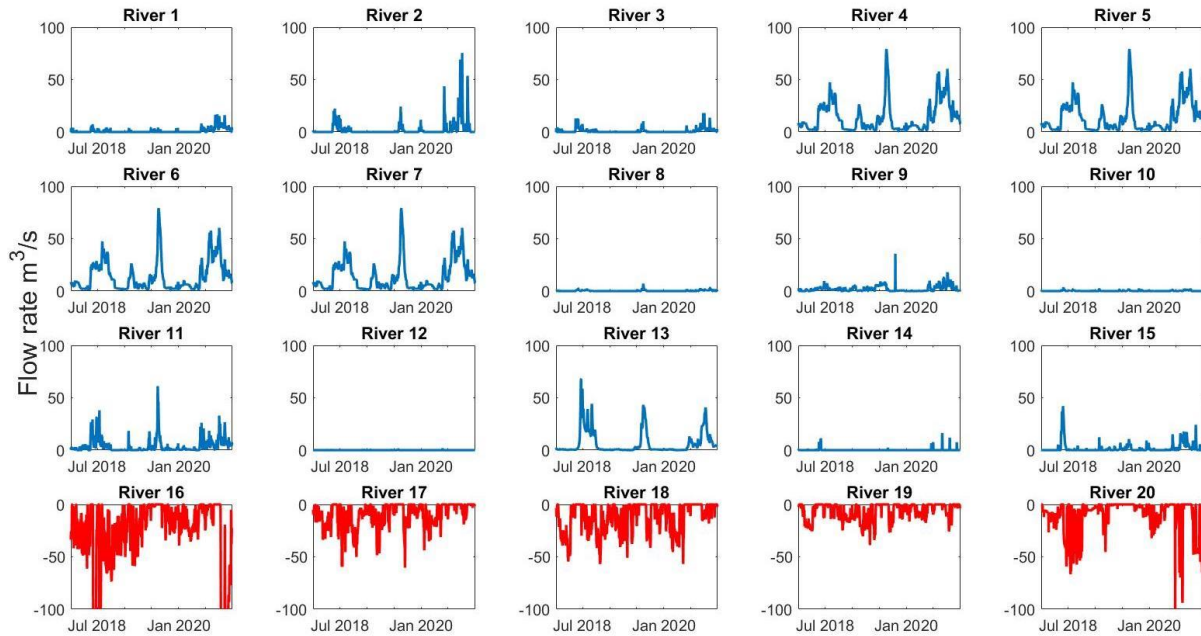 River 1 River 2 River 3 River 4 River 5
100 100 100 100 100
50 50 50 50 50
0 0 0 0 0
Jul 2018 Jan 2020 Jul 2018 Jan 2020 Jul 2018 Jan 2020 Jul 2018 Jan 2020 Jul 2018 Jan 2020
River 6 River 7 River 8 River 9 River 10
100 100 100 100 100
50 50 50 50 50
0 0 0 0 0
Jul 2018 Jan 2020 Jul 2018 Jan 2020 Jul 2018 Jan 2020 Jul 2018 Jan 2020 Jul 2018 Jan 2020
Flow rate m³/s
River 11 River 12 River 13 River 14 River 15
100 100 100 100 100
50 50 50 50 50
0 0 0 0 0
Jul 2018 Jan 2020 Jul 2018 Jan 2020 Jul 2018 Jan 2020 Jul 2018 Jan 2020 Jul 2018 Jan 2020
River 16 River 17 River 18 River 19 River 20
0 0 0 0 0
-50 -50 -50 -50 -50
-100 -100 -100 -100 -100
Jul 2018 Jan 2020 Jul 2018 Jan 2020 Jul 2018 Jan 2020 Jul 2018 Jan 2020 Jul 2018 Jan 2020